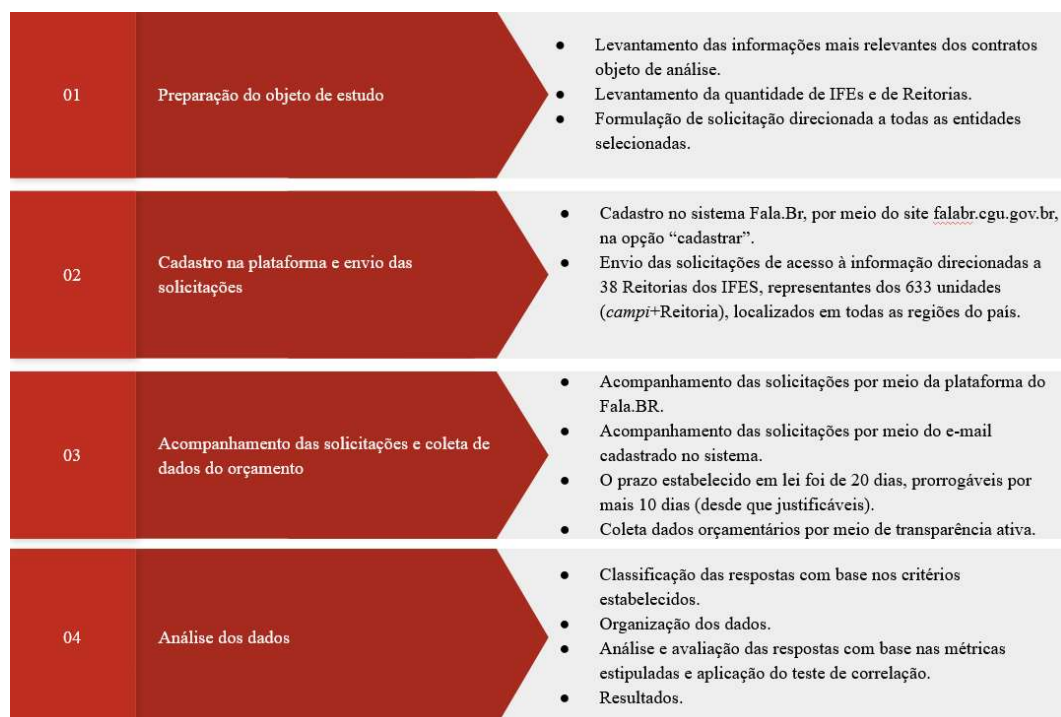 01
Preparação do objeto de estudo
● Levantamento das informações mais relevantes dos contratos
objeto de análise.
● Levantamento da quantidade de IFEs e de Reitorias.
● Formulação de solicitação direcionada a todas as entidades
selecionadas.
02
Cadastro na plataforma e envio das
solicitações
● Cadastro no sistema Fala.Br, por meio do site falabr.cgu.gov.br,
na opção “cadastrar”.
● Envio das solicitações de acesso à informação direcionadas a
38 Reitorias dos IFES, representantes dos 633 unidades
(campi+Reitoria), localizados em todas as regiões do país.
03
Acompanhamento das solicitações e coleta de
dados do orçamento
● Acompanhamento das solicitações por meio da plataforma do
Fala.BR.
● Acompanhamento das solicitações por meio do e-mail
cadastrado no sistema.
● O prazo estabelecido em lei foi de 20 dias, prorrogáveis por
mais 10 dias (desde que justificáveis).
● Coleta dados orçamentários por meio de transparência ativa.
04
Análise dos dados
● Classificação das respostas com base nos critérios
estabelecidos.
● Organização dos dados.
● Análise e avaliação das respostas com base nas métricas
estipuladas e aplicação do teste de correlação.
● Resultados.